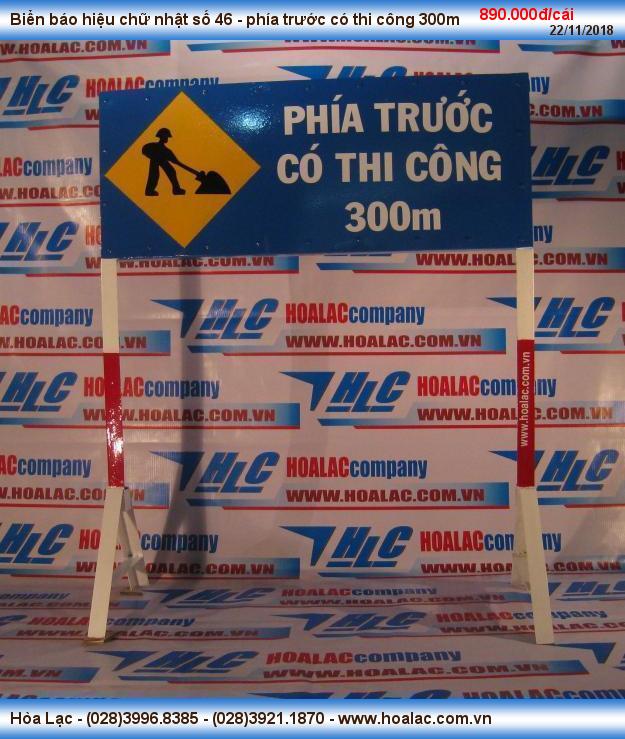 Biển báo hiệu chữ nhật số 46 - phía trước có thi công 300m
890.000đ/cái
22/11/2018
PHÍA TRƯỚC
CÓ THI CÔNG
300m
HLC HOALACcompany
WWW.HOALAC.COM.VN
www.hoalac.com.vn
Hỏa Lạc - (028)3996.8385 - (028)3921.1870 - www.hoalac.com.vn